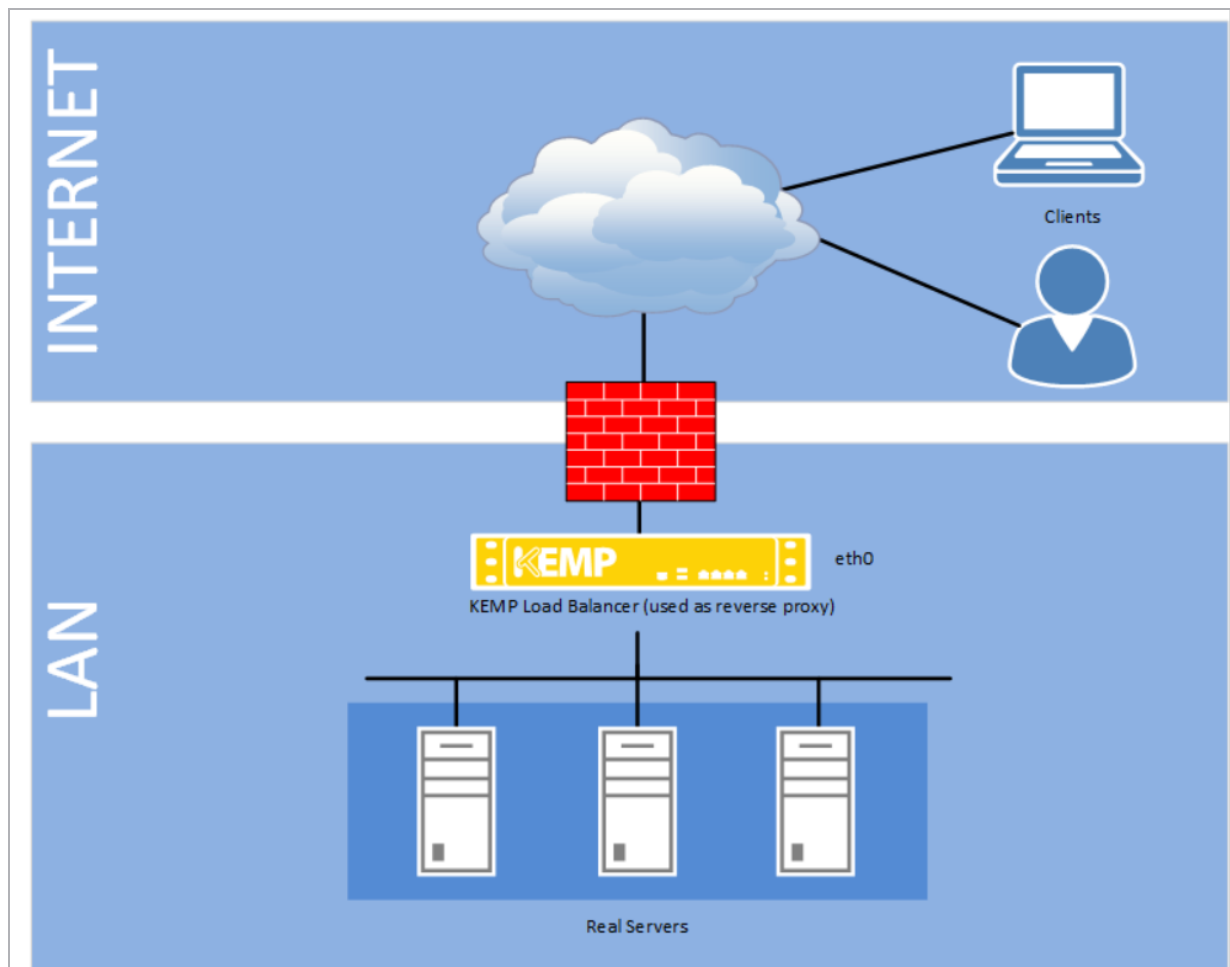 INTERNET
Clients
KEMP
eth0
KEMP Load Balancer (used as reverse proxy)
LAN
Real Servers